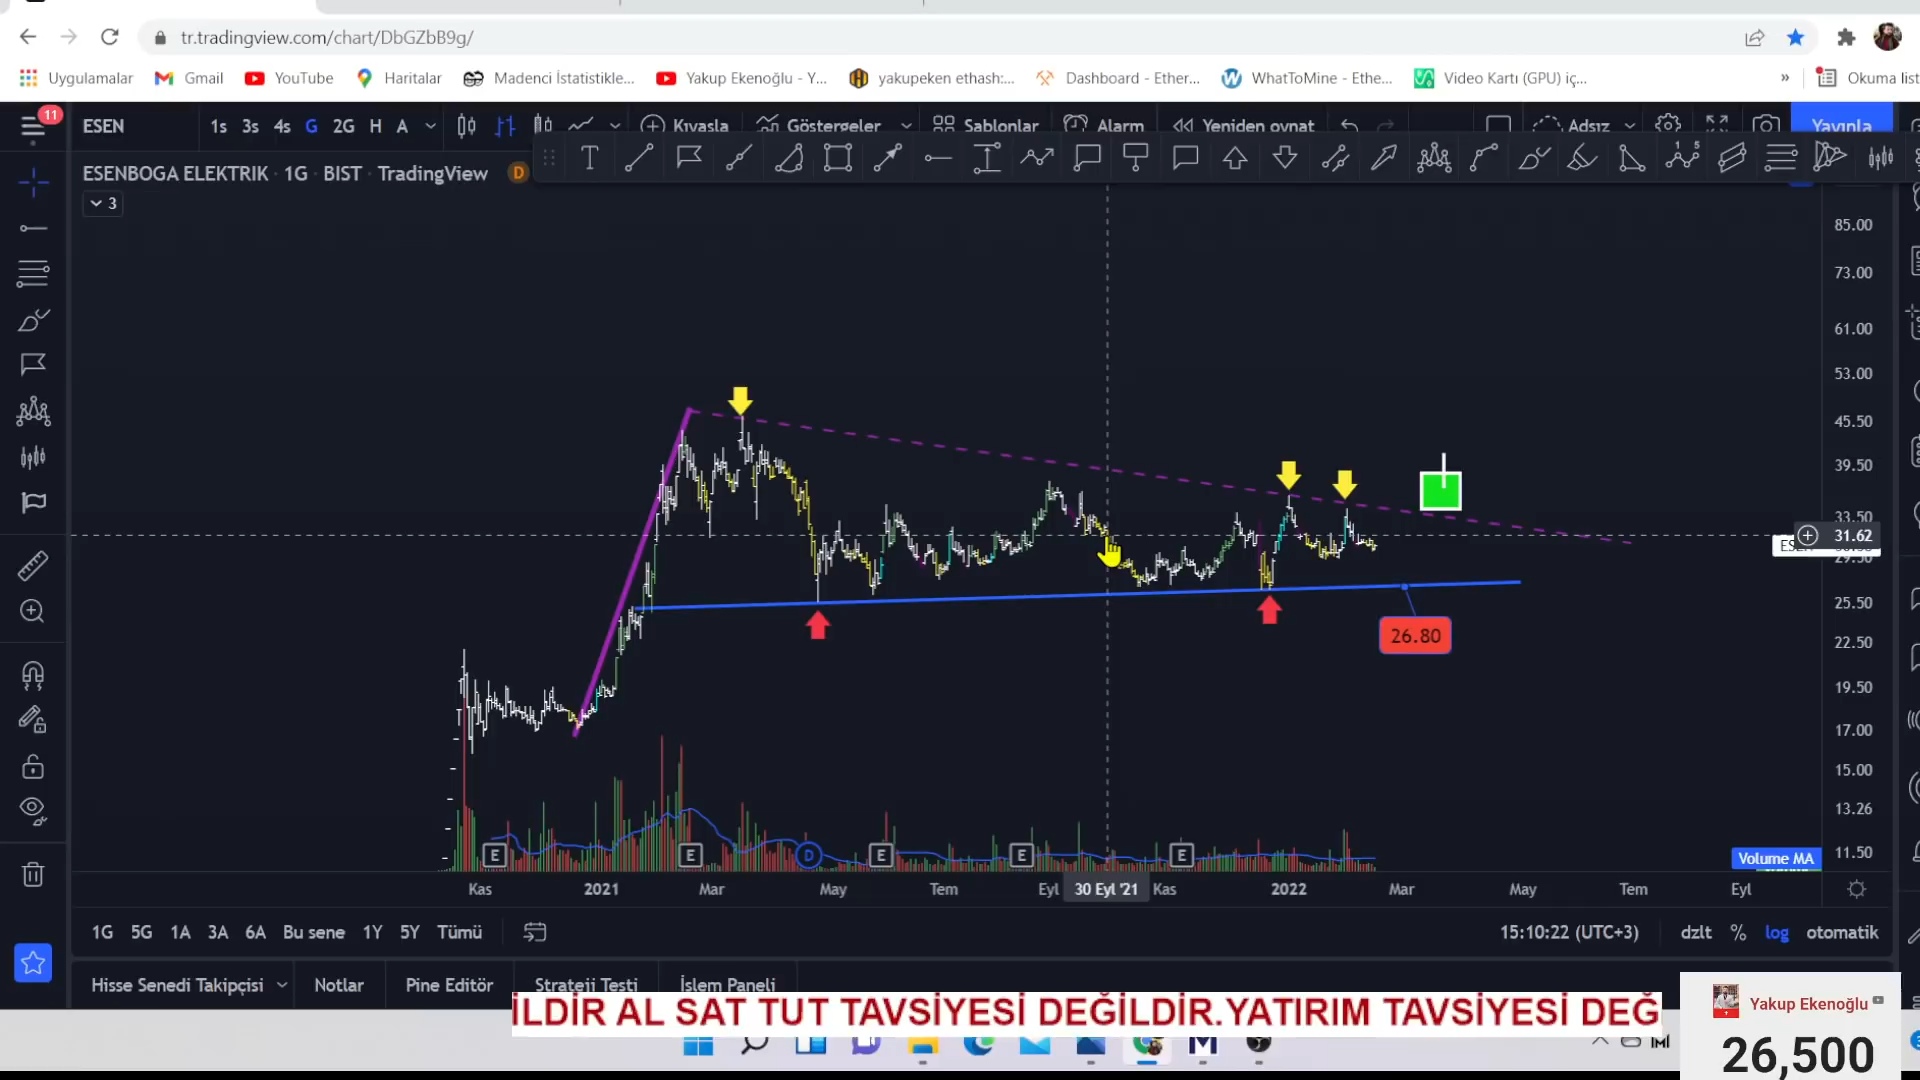 tr.tradingview.com/chart/DbGZbB9g/
Uygulamalar Gmail YouTube Haritalar Madenci İstatistikle... Yakup Ekenoğlu - Y... yakupeken ethash:... Dashboard - Ether... WhatToMine - Ethe... Video Kartı (GPU) iç... » Okuma list
11
ESEN 1s 3s 4s G 2G H A Kıyasla Göstergeler Şablonlar Alarm Yeniden oynat Adsız Yayınla
ESENBOGA ELEKTRIK · 1G · BIST · TradingView D
3
85.00
73.00
61.00
53.00
45.50
39.50
33.50
31.62
29.50
25.50
26.80
22.50
19.50
17.00
15.00
13.26
11.50
E E D E E E
Volume MA
Kas 2021 Mar May Tem Eyl 30 Eyl '21 Kas 2022 Mar May Tem Eyl
1G 5G 1A 3A 6A Bu sene 1Y 5Y Tümü 15:10:22 (UTC+3) dzlt % log otomatik
Hisse Senedi Takipçisi Notlar Pine Editör Strateji Testi İşlem Paneli
İLDİR AL SAT TUT TAVSİYESİ DEĞİLDİR.YATIRIM TAVSİYESİ DEĞ
Yakup Ekenoğlu
26,500